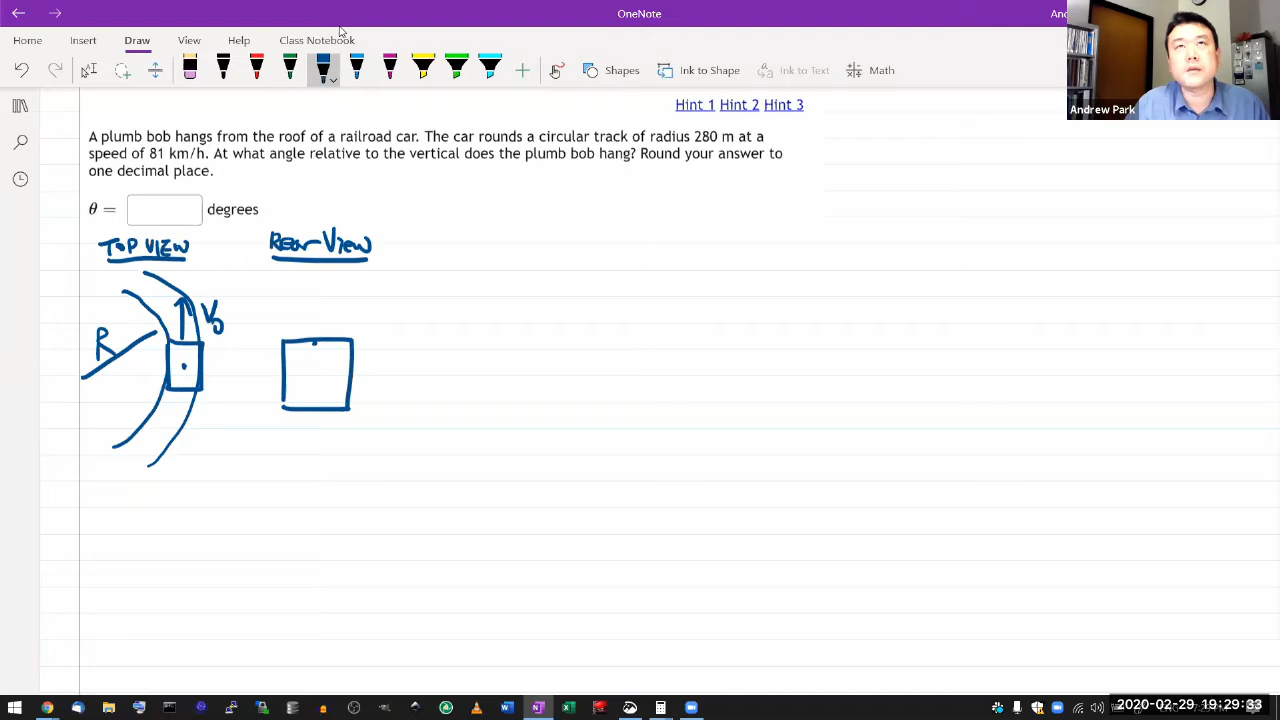 OneNote
An
Home Insert Draw View Help Class Notebook
Shapes Ink to Shape Ink to Text Math
Andrew Park
Hint 1 Hint 2 Hint 3
A plumb bob hangs from the roof of a railroad car. The car rounds a circular track of radius 280 m at a
speed of 81 km/h. At what angle relative to the vertical does the plumb bob hang? Round your answer to
one decimal place.
θ = degrees
TOP VIEW Rear View
V₀
R
2020-02-29 19:29:33